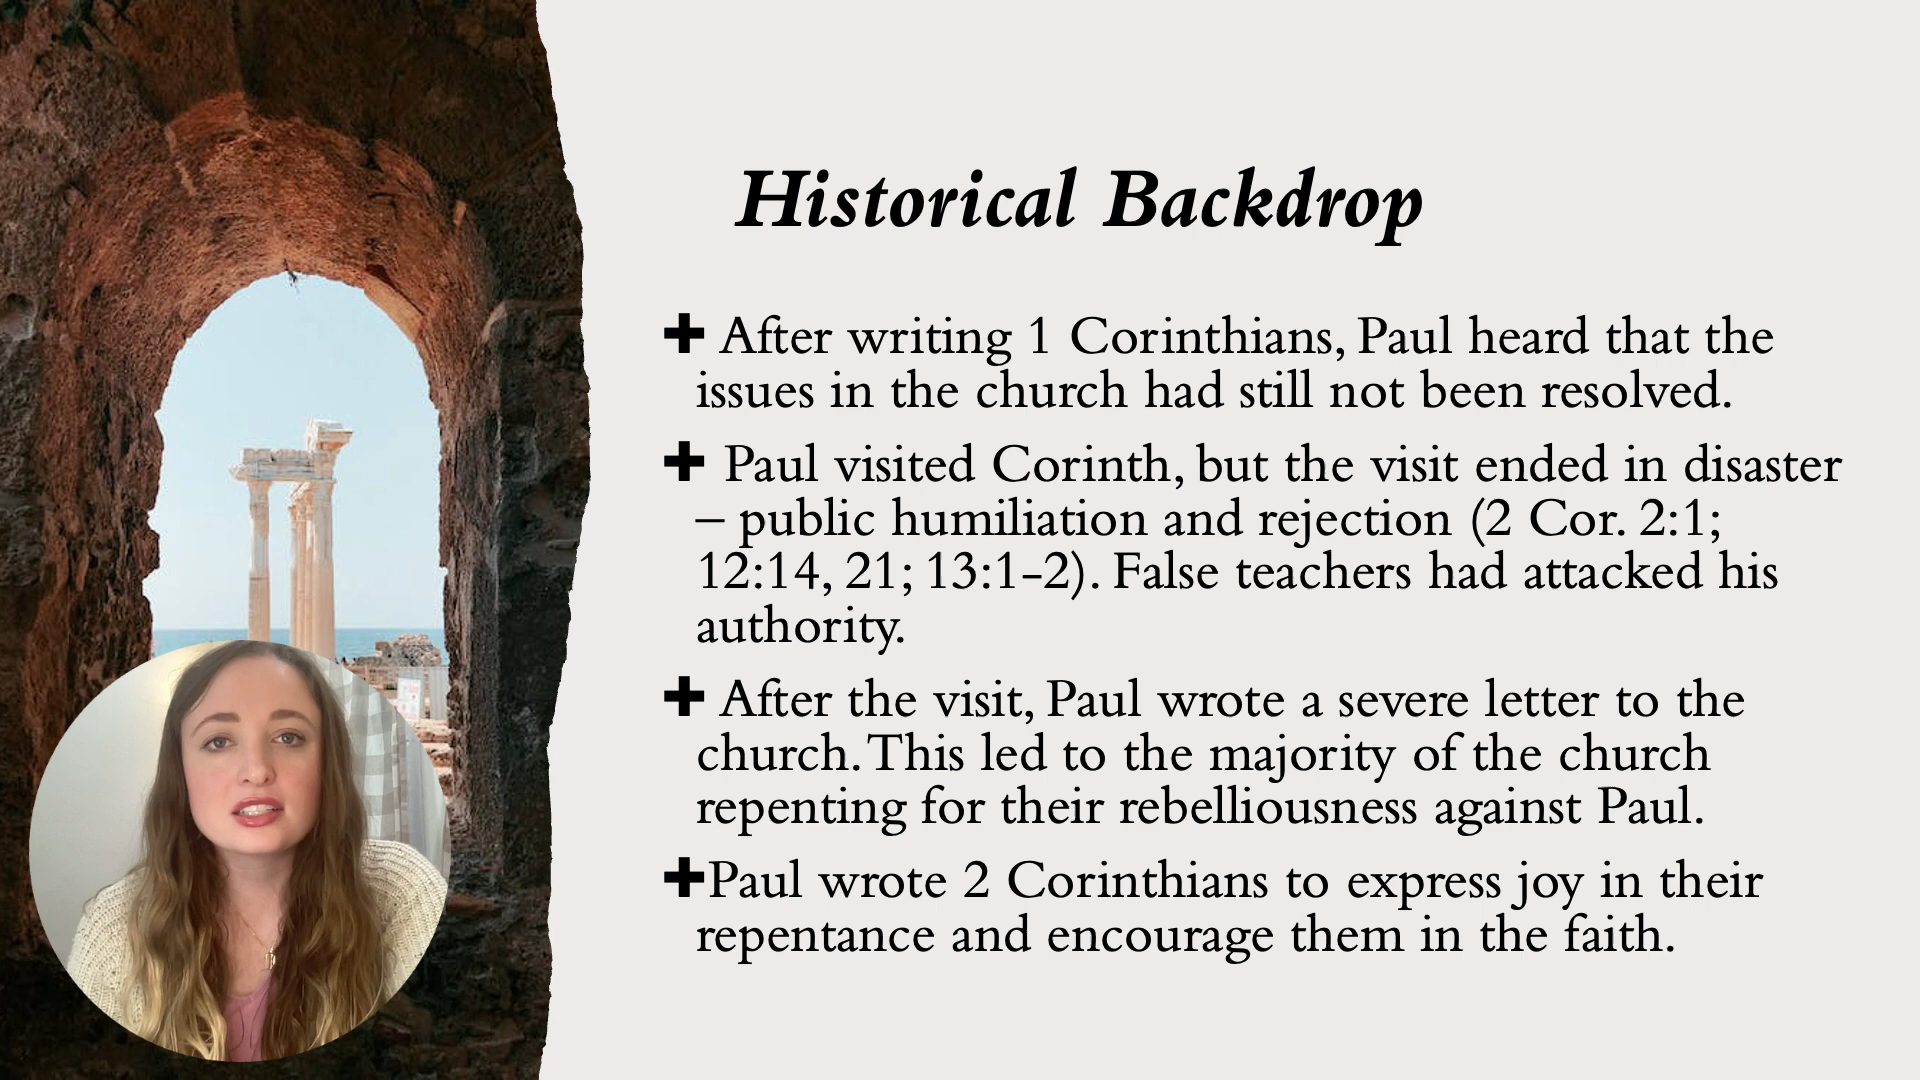 Historical Backdrop
✚ After writing 1 Corinthians, Paul heard that the
issues in the church had still not been resolved.
✚ Paul visited Corinth, but the visit ended in disaster
– public humiliation and rejection (2 Cor. 2:1;
12:14, 21; 13:1-2). False teachers had attacked his
authority.
✚ After the visit, Paul wrote a severe letter to the
church. This led to the majority of the church
repenting for their rebelliousness against Paul.
✚Paul wrote 2 Corinthians to express joy in their
repentance and encourage them in the faith.